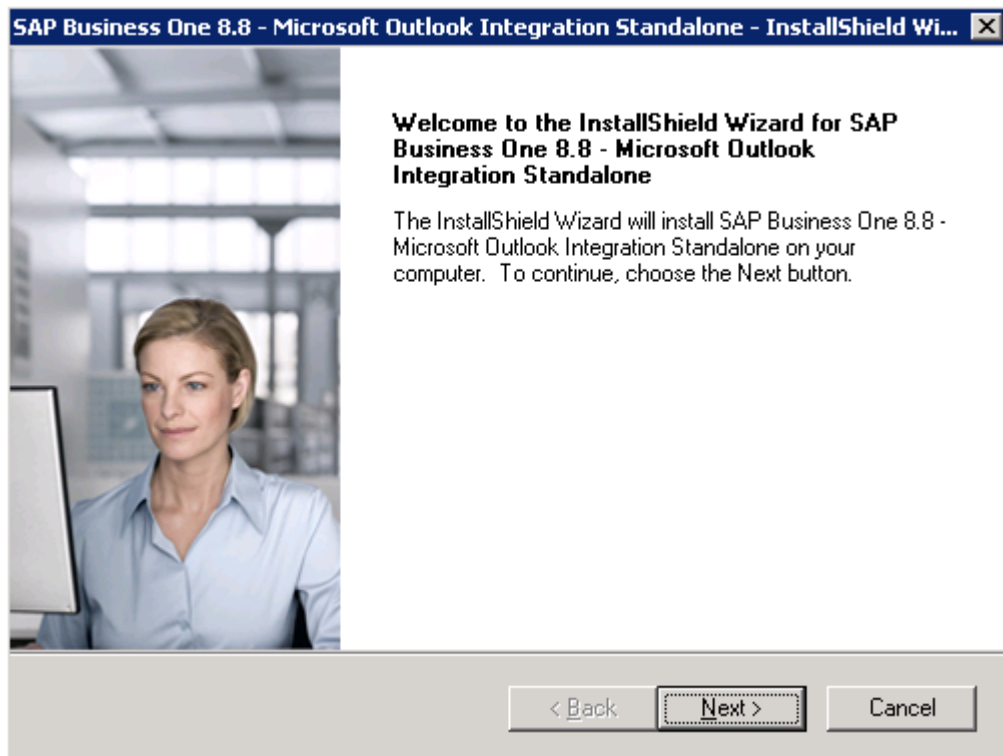 SAP Business One 8.8 - Microsoft Outlook Integration Standalone - InstallShield Wi...
Welcome to the InstallShield Wizard for SAP
Business One 8.8 - Microsoft Outlook
Integration Standalone
The InstallShield Wizard will install SAP Business One 8.8 -
Microsoft Outlook Integration Standalone on your
computer.  To continue, choose the Next button.
< Back
Next >
Cancel